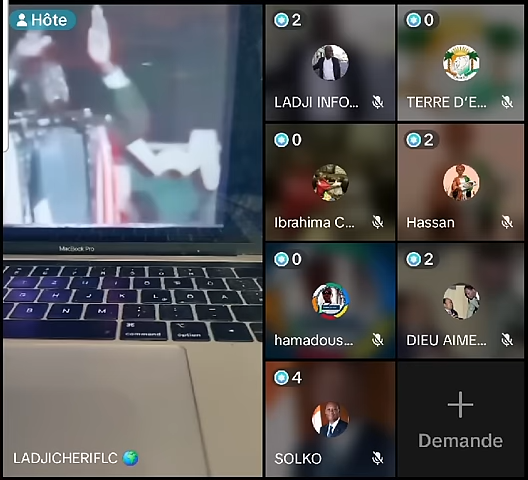 Hôte
2
LADJI INFO...
0
TERRE D'E...
0
Ibrahima C...
2
Hassan
0
hamadous...
2
DIEU AIME...
4
SOLKO
+
Demande
MacBook Pro
command
option
LADJICHERIFLC 🌍